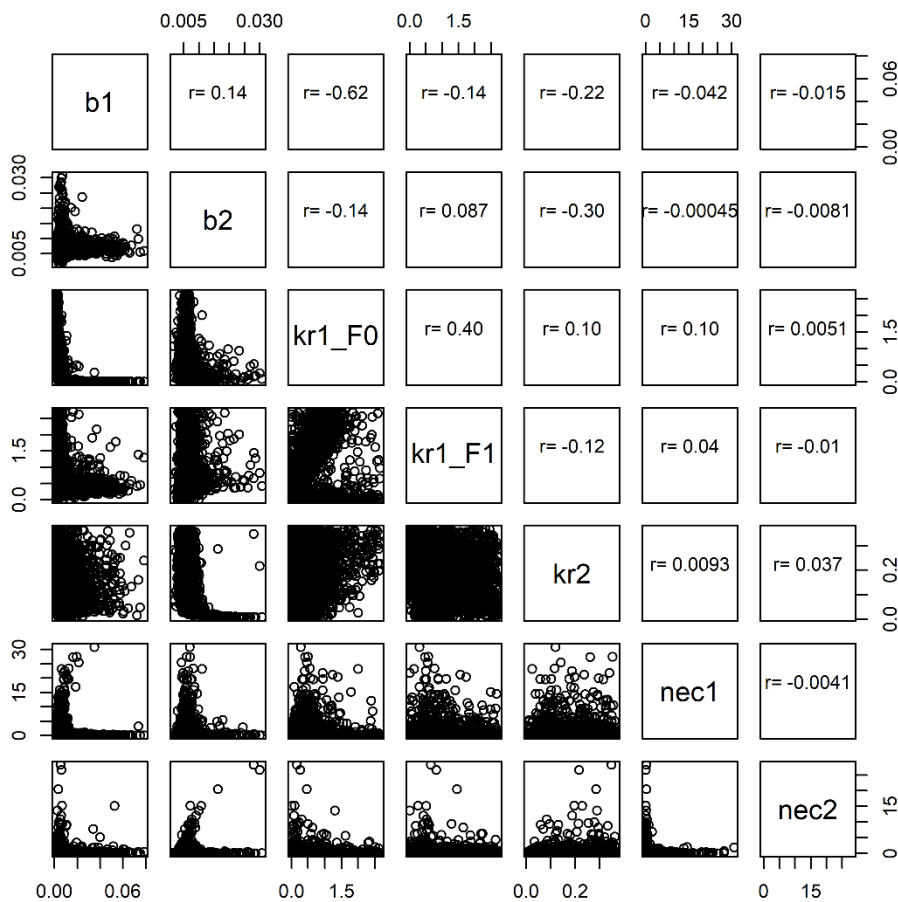 0.005 0.030 0.0 1.5 0 15 30
b1 r= 0.14 r= -0.62 r= -0.14 r= -0.22 r= -0.042 r= -0.015 0.00 0.06
0.005 0.030 b2 r= -0.14 r= 0.087 r= -0.30 r= -0.00045 r= -0.0081
kr1_F0 r= 0.40 r= 0.10 r= 0.10 r= 0.0051 0.0 1.5
0.0 1.5 kr1_F1 r= -0.12 r= 0.04 r= -0.01
kr2 r= 0.0093 r= 0.037 0.0 0.2
0 15 30 nec1 r= -0.0041
nec2 0 15
0.00 0.06 0.0 1.5 0.0 0.2 0 15